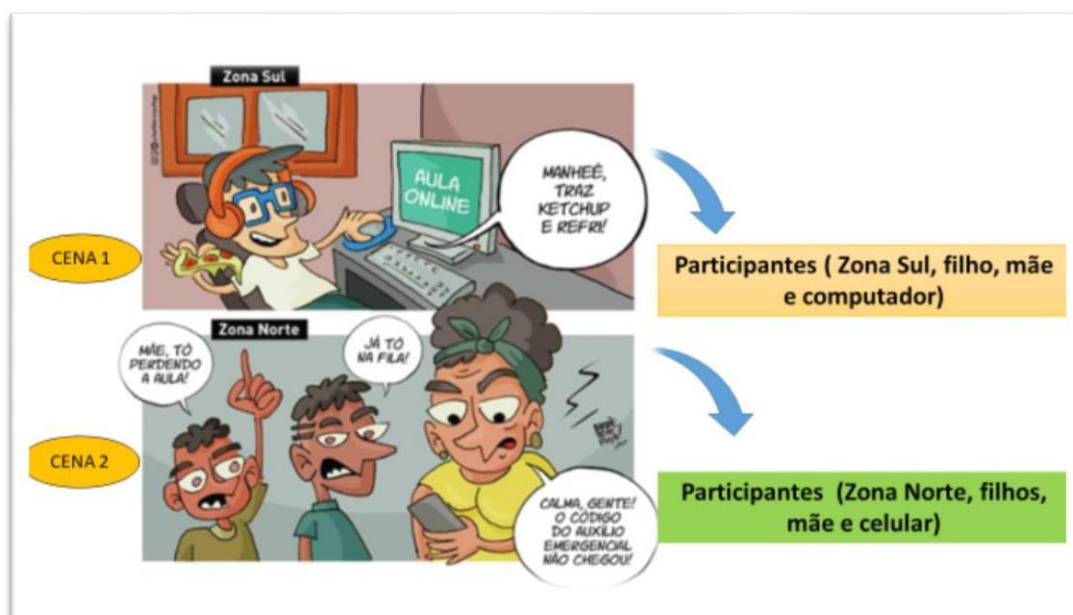 Zona Sul
AULA
ONLINE
MANHEÊ,
TRAZ
KETCHUP
E REFRI!
CENA 1
Participantes ( Zona Sul, filho, mãe
e computador)
Zona Norte
MÃE, TÔ
PERDENDO
A AULA!
JÁ TÔ
NA FILA!
CENA 2
CALMA, GENTE!
O CÓDIGO
DO AUXÍLIO
EMERGENCIAL
NÃO CHEGOU!
Participantes (Zona Norte, filhos,
mãe e celular)